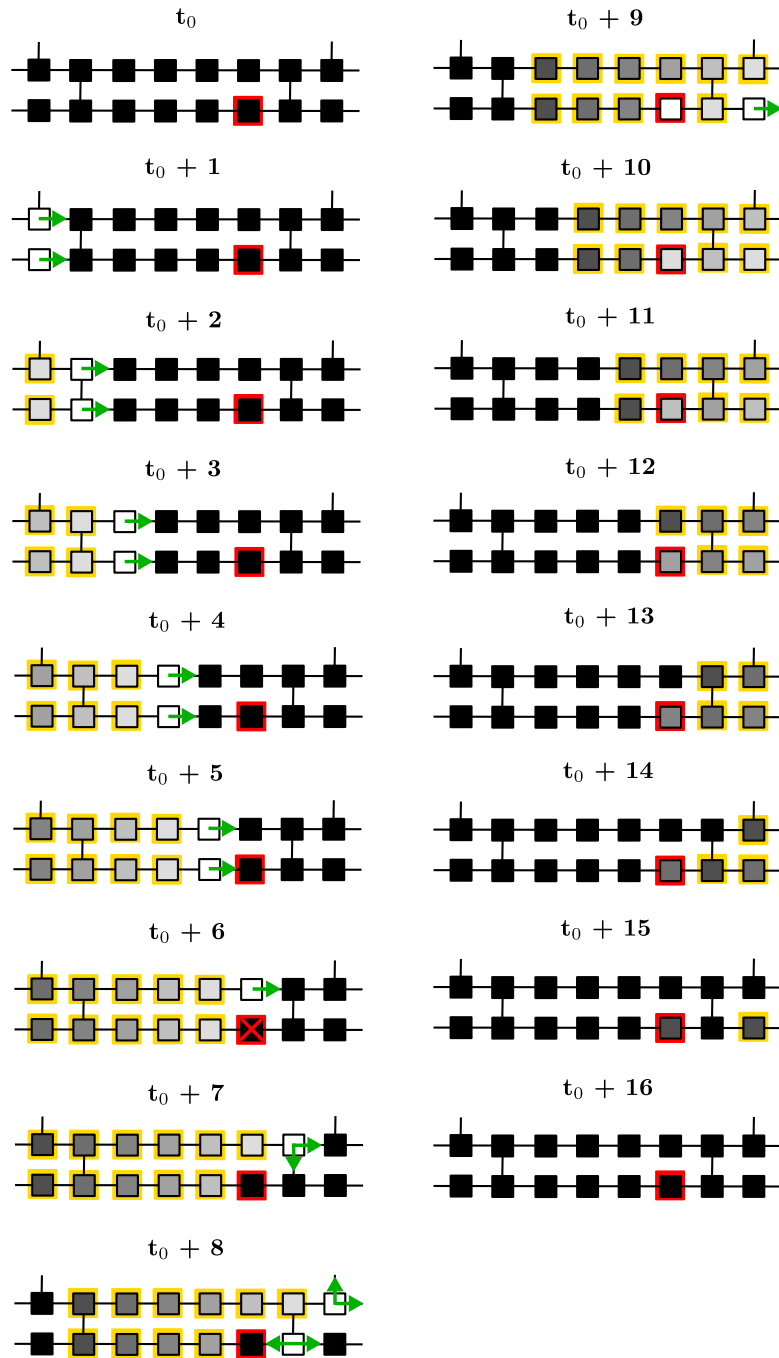 t₀
t₀ + 1
t₀ + 2
t₀ + 3
t₀ + 4
t₀ + 5
t₀ + 6
t₀ + 7
t₀ + 8
t₀ + 9
t₀ + 10
t₀ + 11
t₀ + 12
t₀ + 13
t₀ + 14
t₀ + 15
t₀ + 16